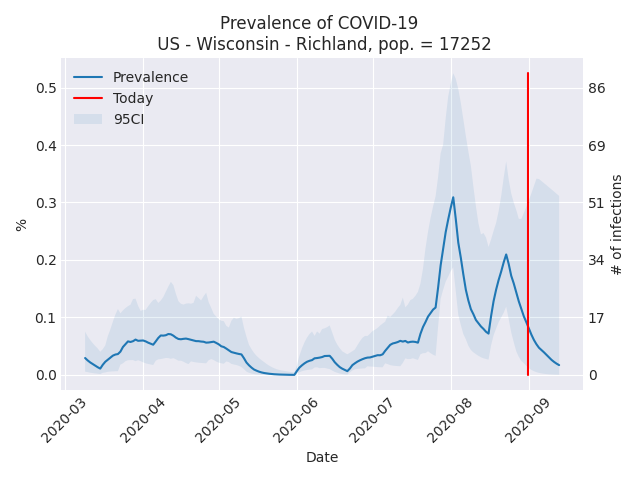 Prevalence of COVID-19
US - Wisconsin - Richland, pop. = 17252
Prevalence
Today
95CI
0.5
0.4
0.3
0.2
0.1
0.0
%
86
69
51
34
17
0
# of infections
2020-03
2020-04
2020-05
2020-06
2020-07
2020-08
2020-09
Date